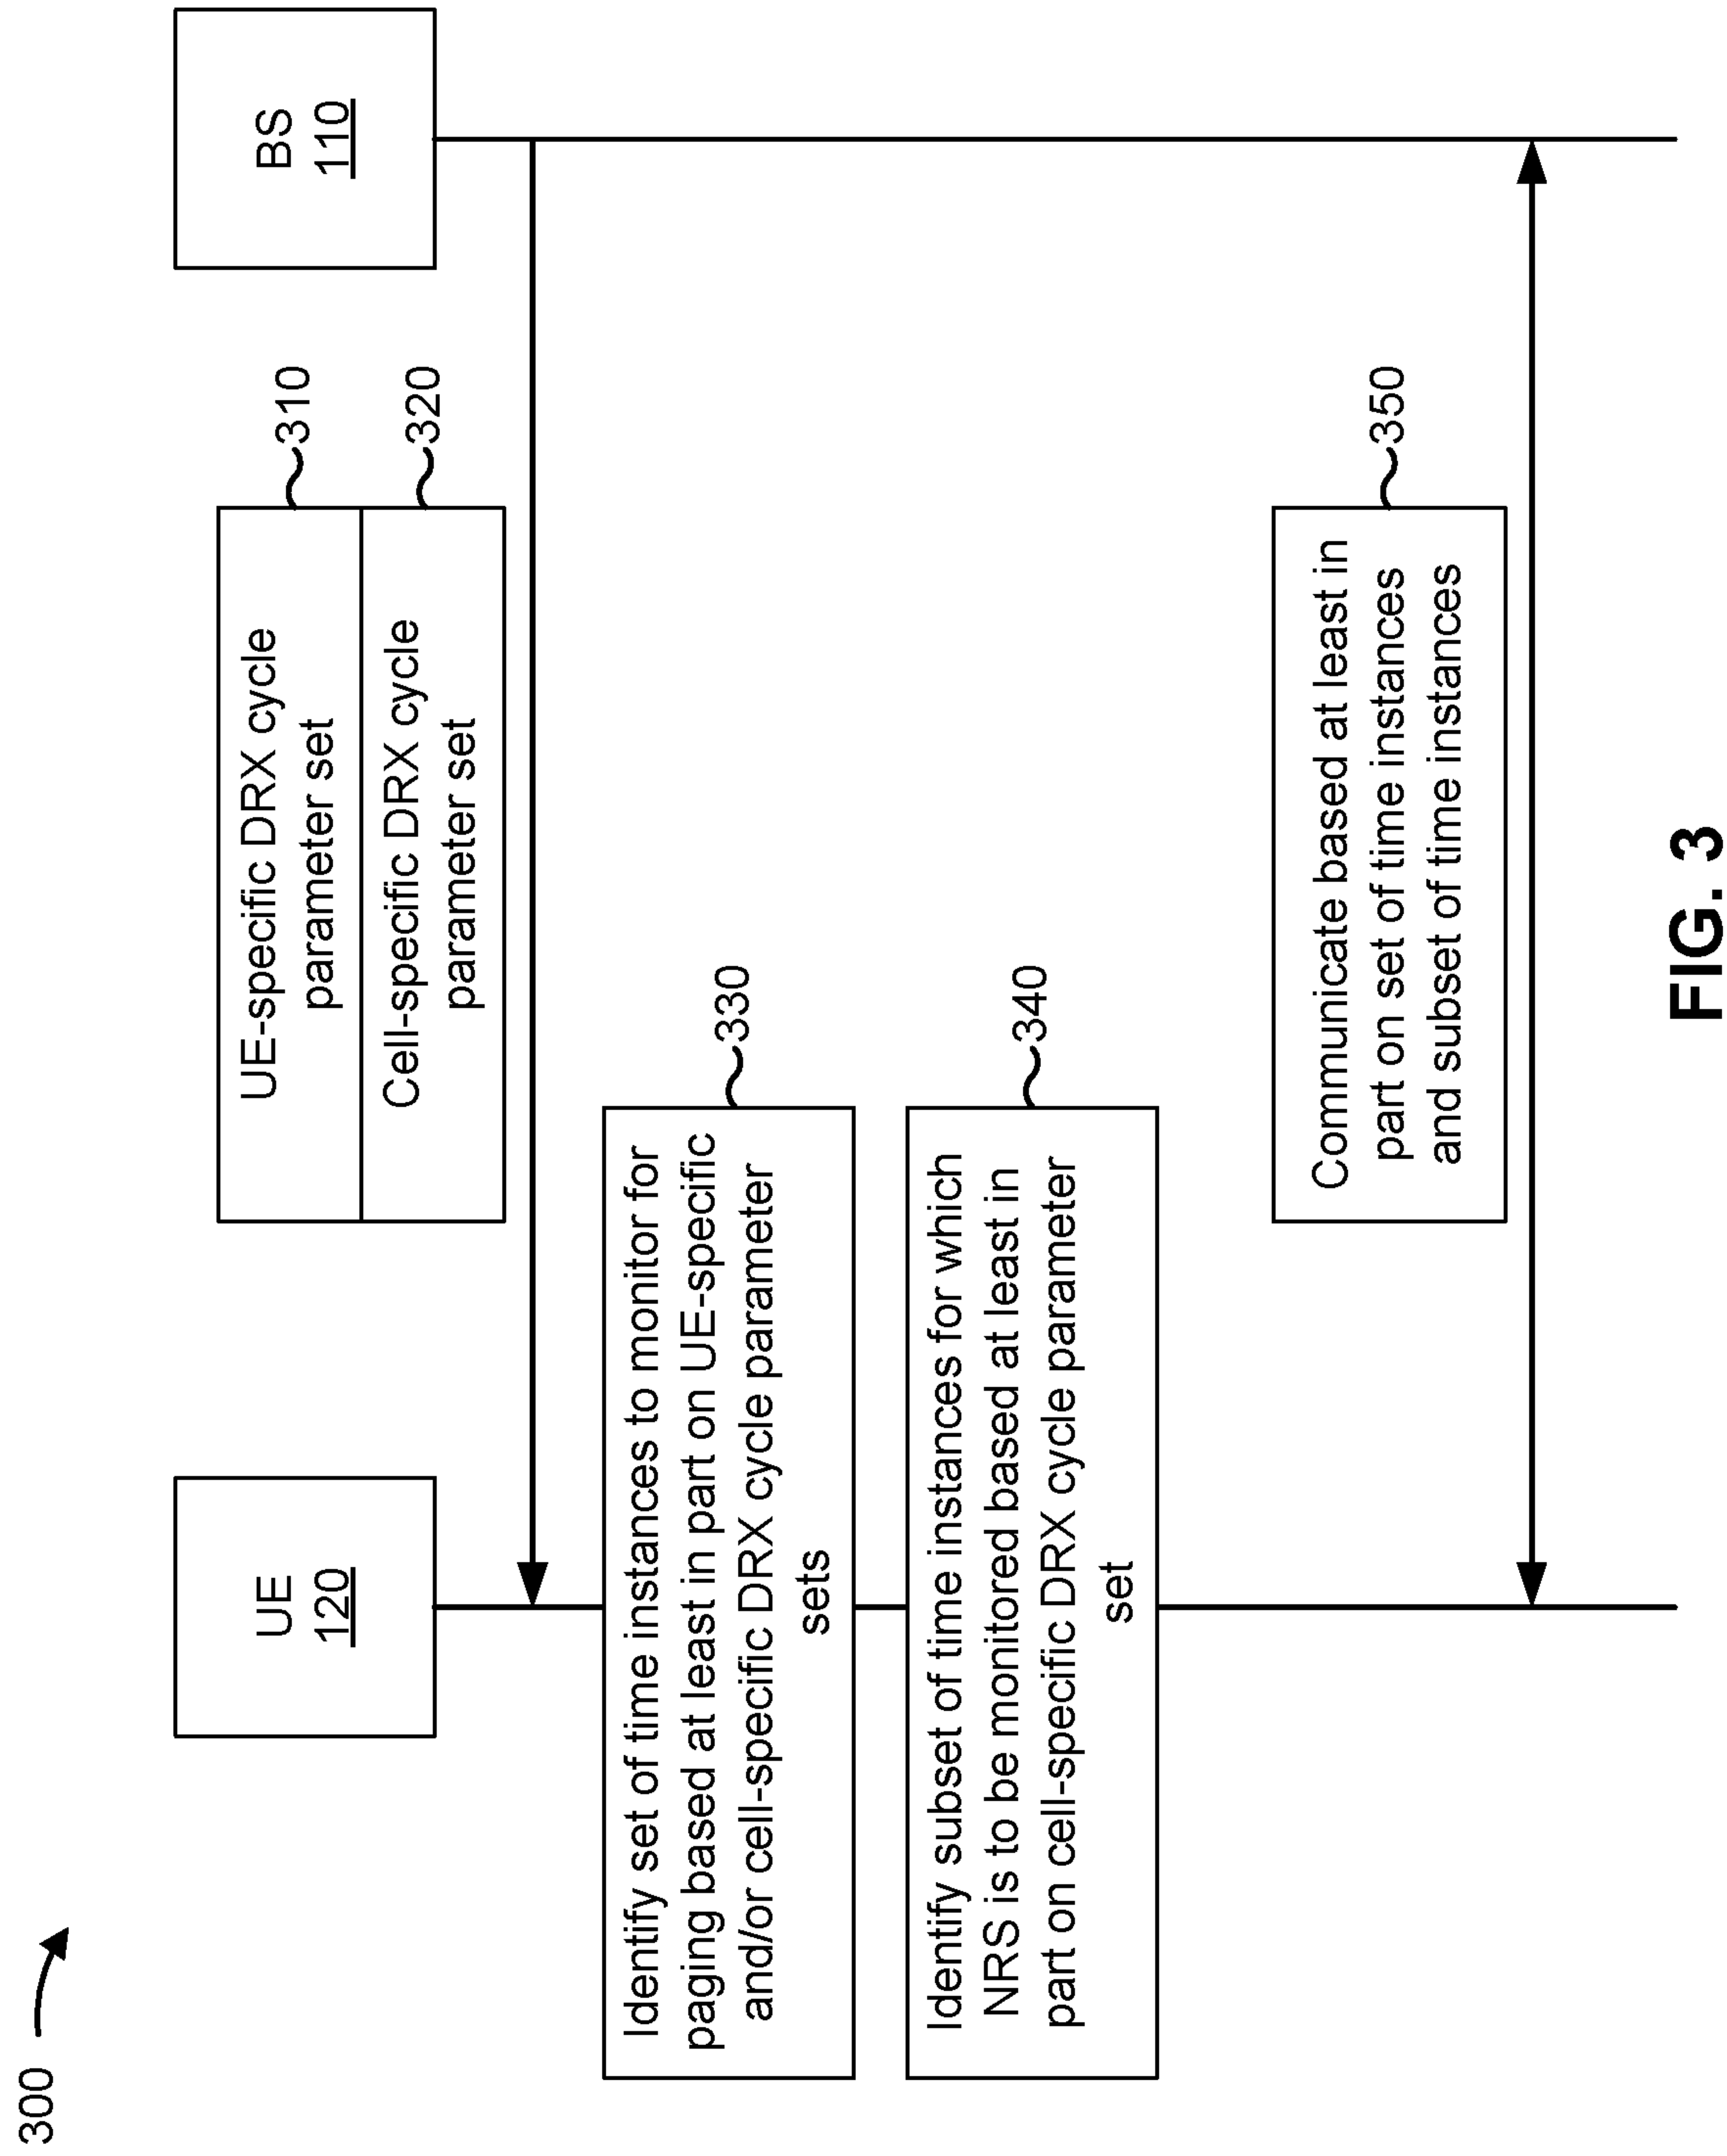 300
UE
120
BS
110
UE-specific DRX cycle
parameter set
310
Cell-specific DRX cycle
parameter set
320
Identify set of time instances to monitor for
paging based at least in part on UE-specific
and/or cell-specific DRX cycle parameter
sets
330
Identify subset of time instances for which
NRS is to be monitored based at least in
part on cell-specific DRX cycle parameter
set
340
Communicate based at least in
part on set of time instances
and subset of time instances
350
FIG. 3